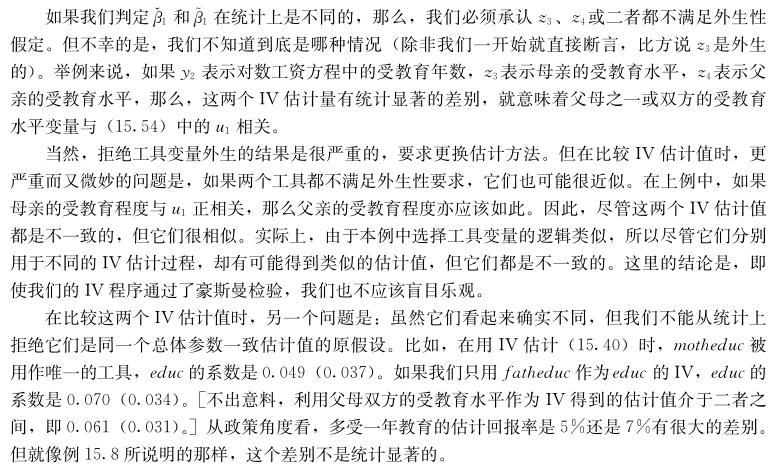 如果我们判定 β̌₁ 和 β̃₁ 在统计上是不同的，那么，我们必须承认 z₃、z₄或二者都不满足外生性
假定。但不幸的是，我们不知道到底是哪种情况（除非我们一开始就直接断言，比方说 z₃ 是外生
的）。举例来说，如果 y₂ 表示对数工资方程中的受教育年数，z₃表示母亲的受教育水平，z₄表示父
亲的受教育水平，那么，这两个 IV 估计量有统计显著的差别，就意味着父母之一或双方的受教育
水平变量与（15.54）中的 u₁ 相关。
当然，拒绝工具变量外生的结果是很严重的，要求更换估计方法。但在比较 IV 估计值时，更
严重而又微妙的问题是，如果两个工具都不满足外生性要求，它们也可能很近似。在上例中，如果
母亲的受教育程度与 u₁ 正相关，那么父亲的受教育程度亦应该如此。因此，尽管这两个 IV 估计值
都是不一致的，但它们很相似。实际上，由于本例中选择工具变量的逻辑类似，所以尽管它们分别
用于不同的 IV 估计过程，却有可能得到类似的估计值，但它们都是不一致的。这里的结论是，即
使我们的 IV 程序通过了豪斯曼检验，我们也不应该盲目乐观。
在比较这两个 IV 估计值时，另一个问题是：虽然它们看起来确实不同，但我们不能从统计上
拒绝它们是同一个总体参数一致估计值的原假设。比如，在用 IV 估计（15.40）时，motheduc 被
用作唯一的工具，educ 的系数是 0.049（0.037）。如果我们只用 fatheduc 作为educ 的 IV，educ 的
系数是 0.070（0.034）。[不出意料，利用父母双方的受教育水平作为 IV 得到的估计值介于二者之
间，即 0.061（0.031）。] 从政策角度看，多受一年教育的估计回报率是 5％还是 7％有很大的差别。
但就像例 15.8 所说明的那样，这个差别不是统计显著的。